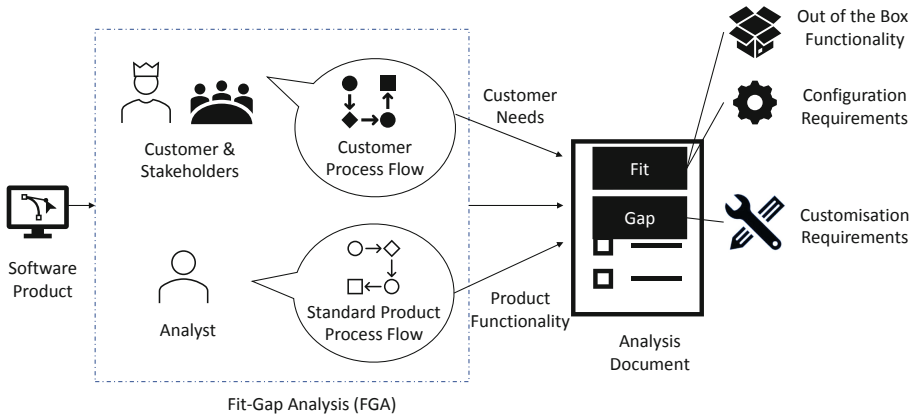 Software
Product
Customer &
Stakeholders
Customer
Process Flow
Analyst
Standard Product
Process Flow
Fit-Gap Analysis (FGA)
Customer
Needs
Product
Functionality
Fit
Gap
Analysis
Document
Out of the Box
Functionality
Configuration
Requirements
Customisation
Requirements